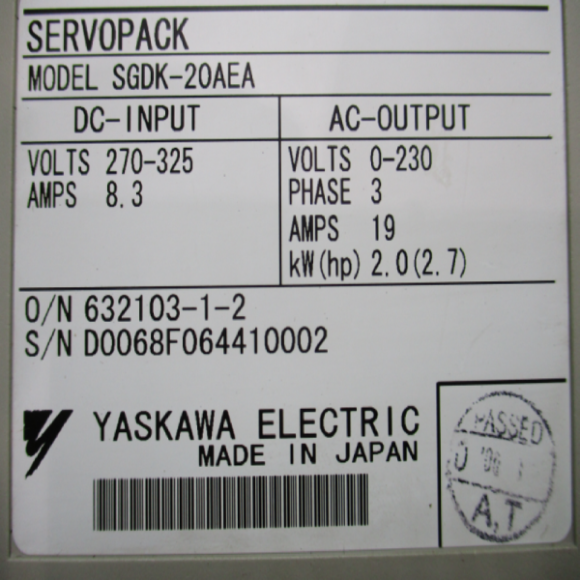 SERVOPACK
MODEL SGDK-20AEA
DC-INPUT
VOLTS 270-325
AMPS 8.3
AC-OUTPUT
VOLTS 0-230
PHASE 3
AMPS 19
kW(hp) 2.0(2.7)
O/N 632103-1-2
S/N D0068F064410002
YASKAWA ELECTRIC
MADE IN JAPAN
PASSED
A,T